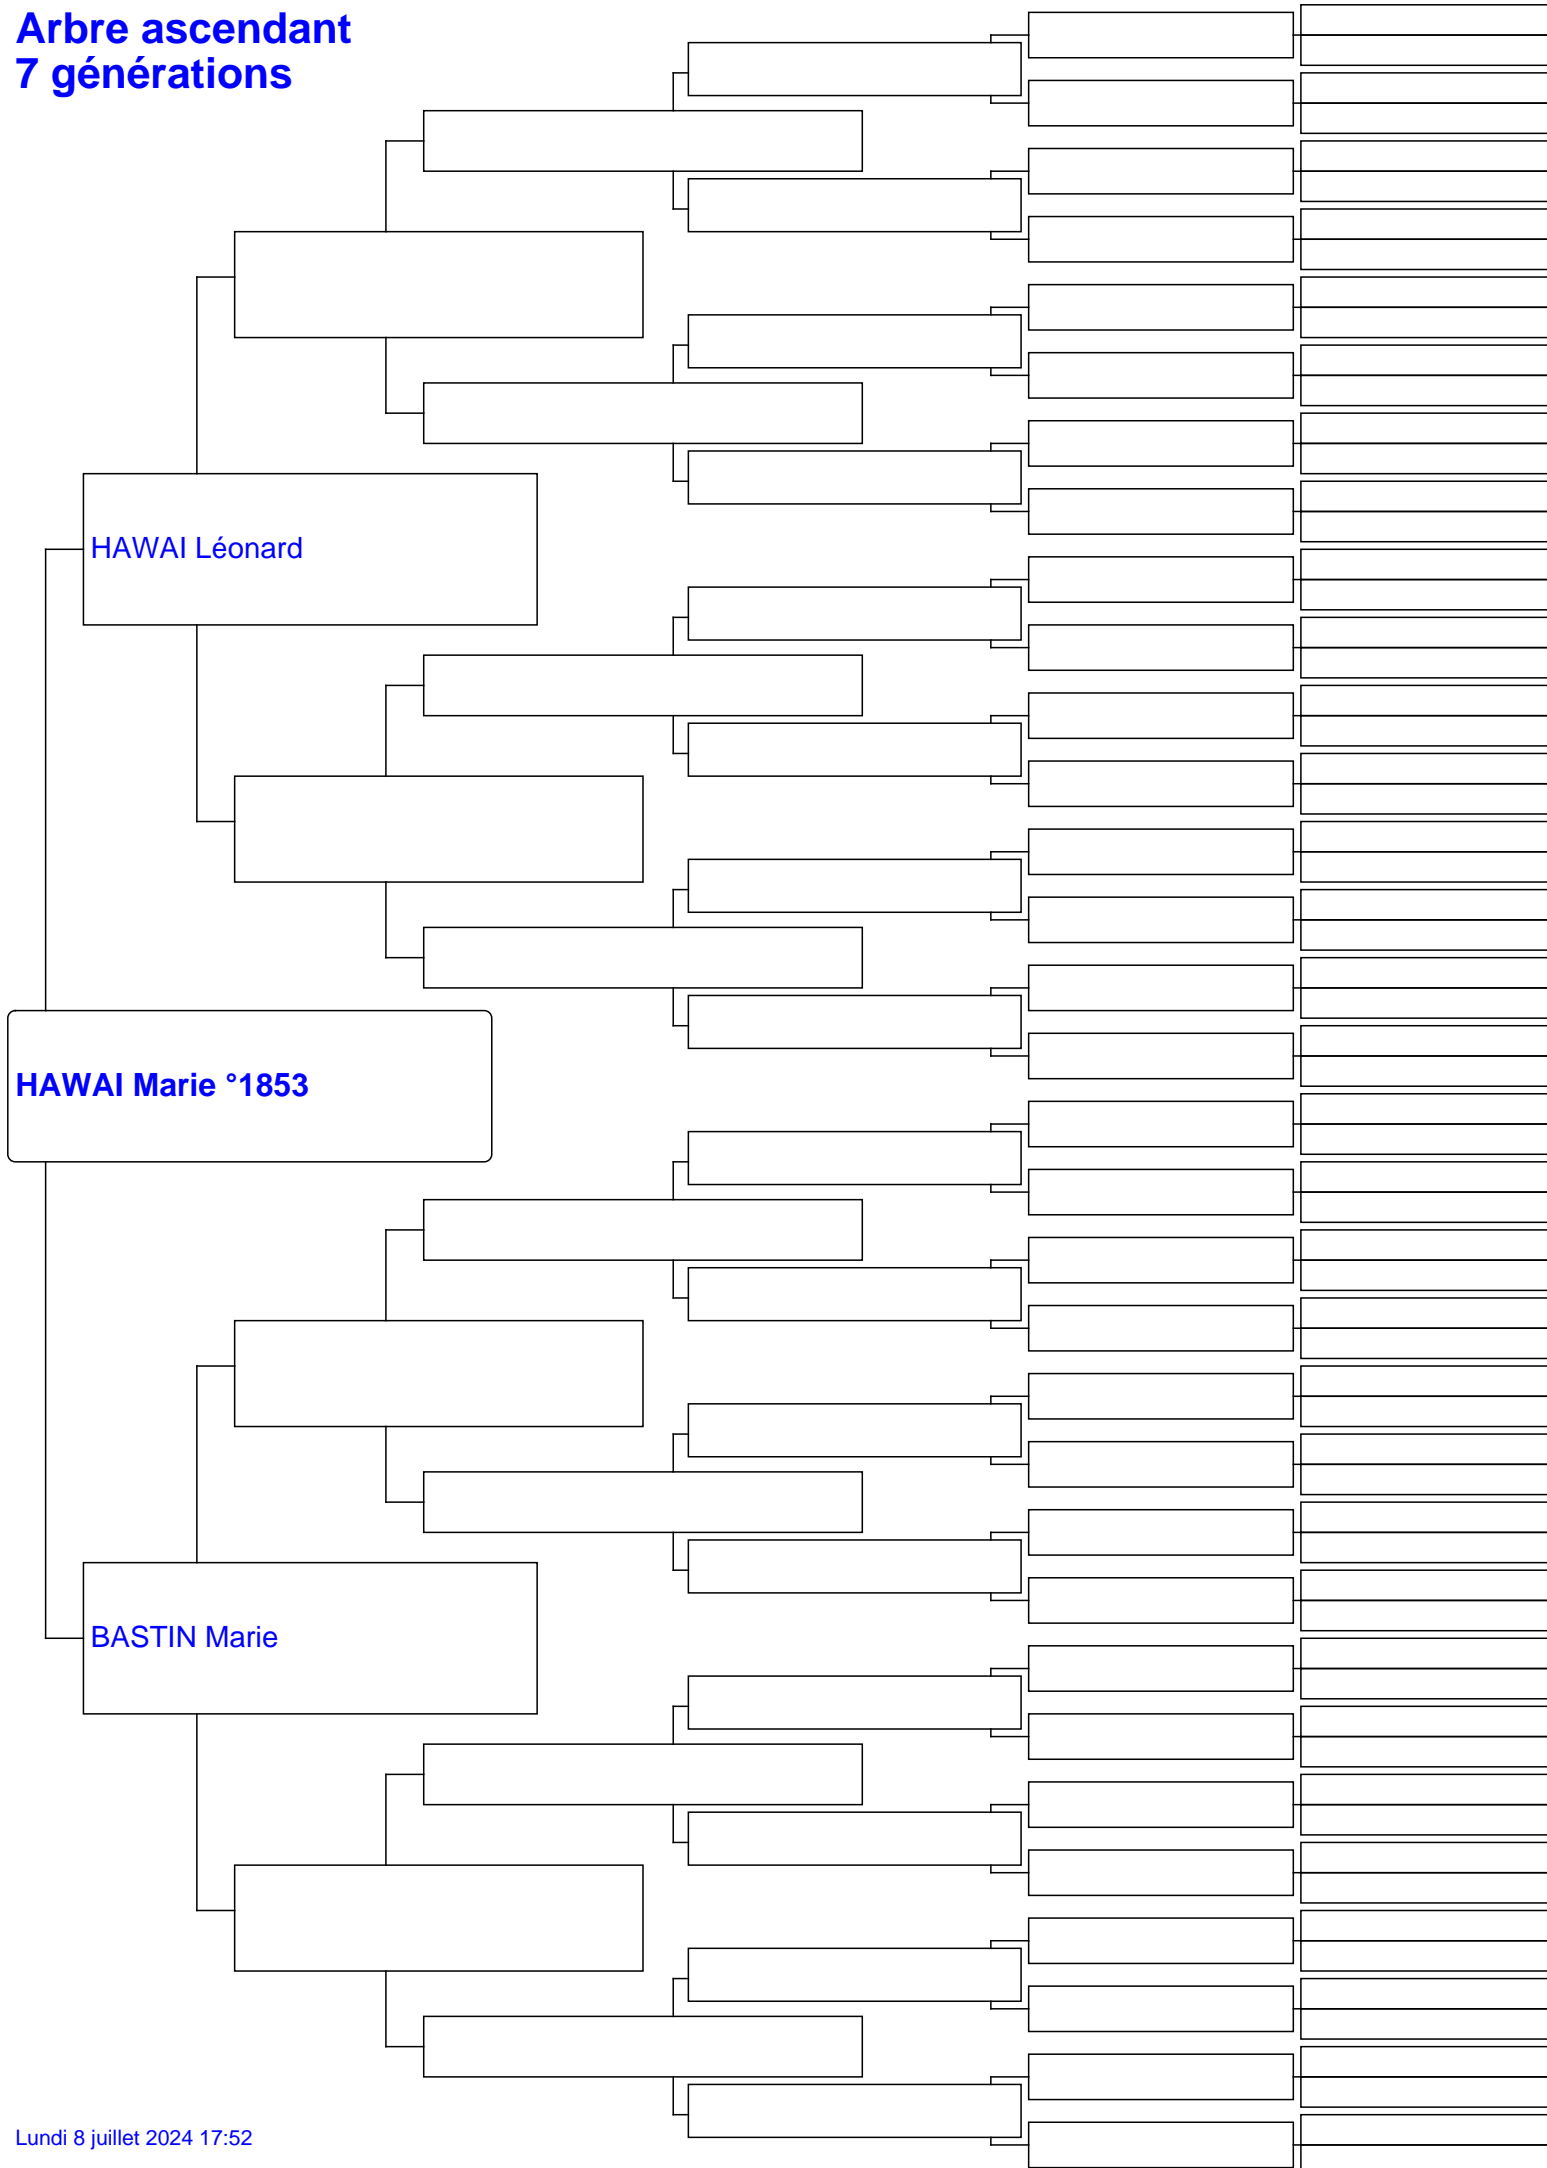 Arbre ascendant
7 générations
HAWAI Léonard
HAWAI Marie °1853
BASTIN Marie
Lundi 8 juillet 2024 17:52